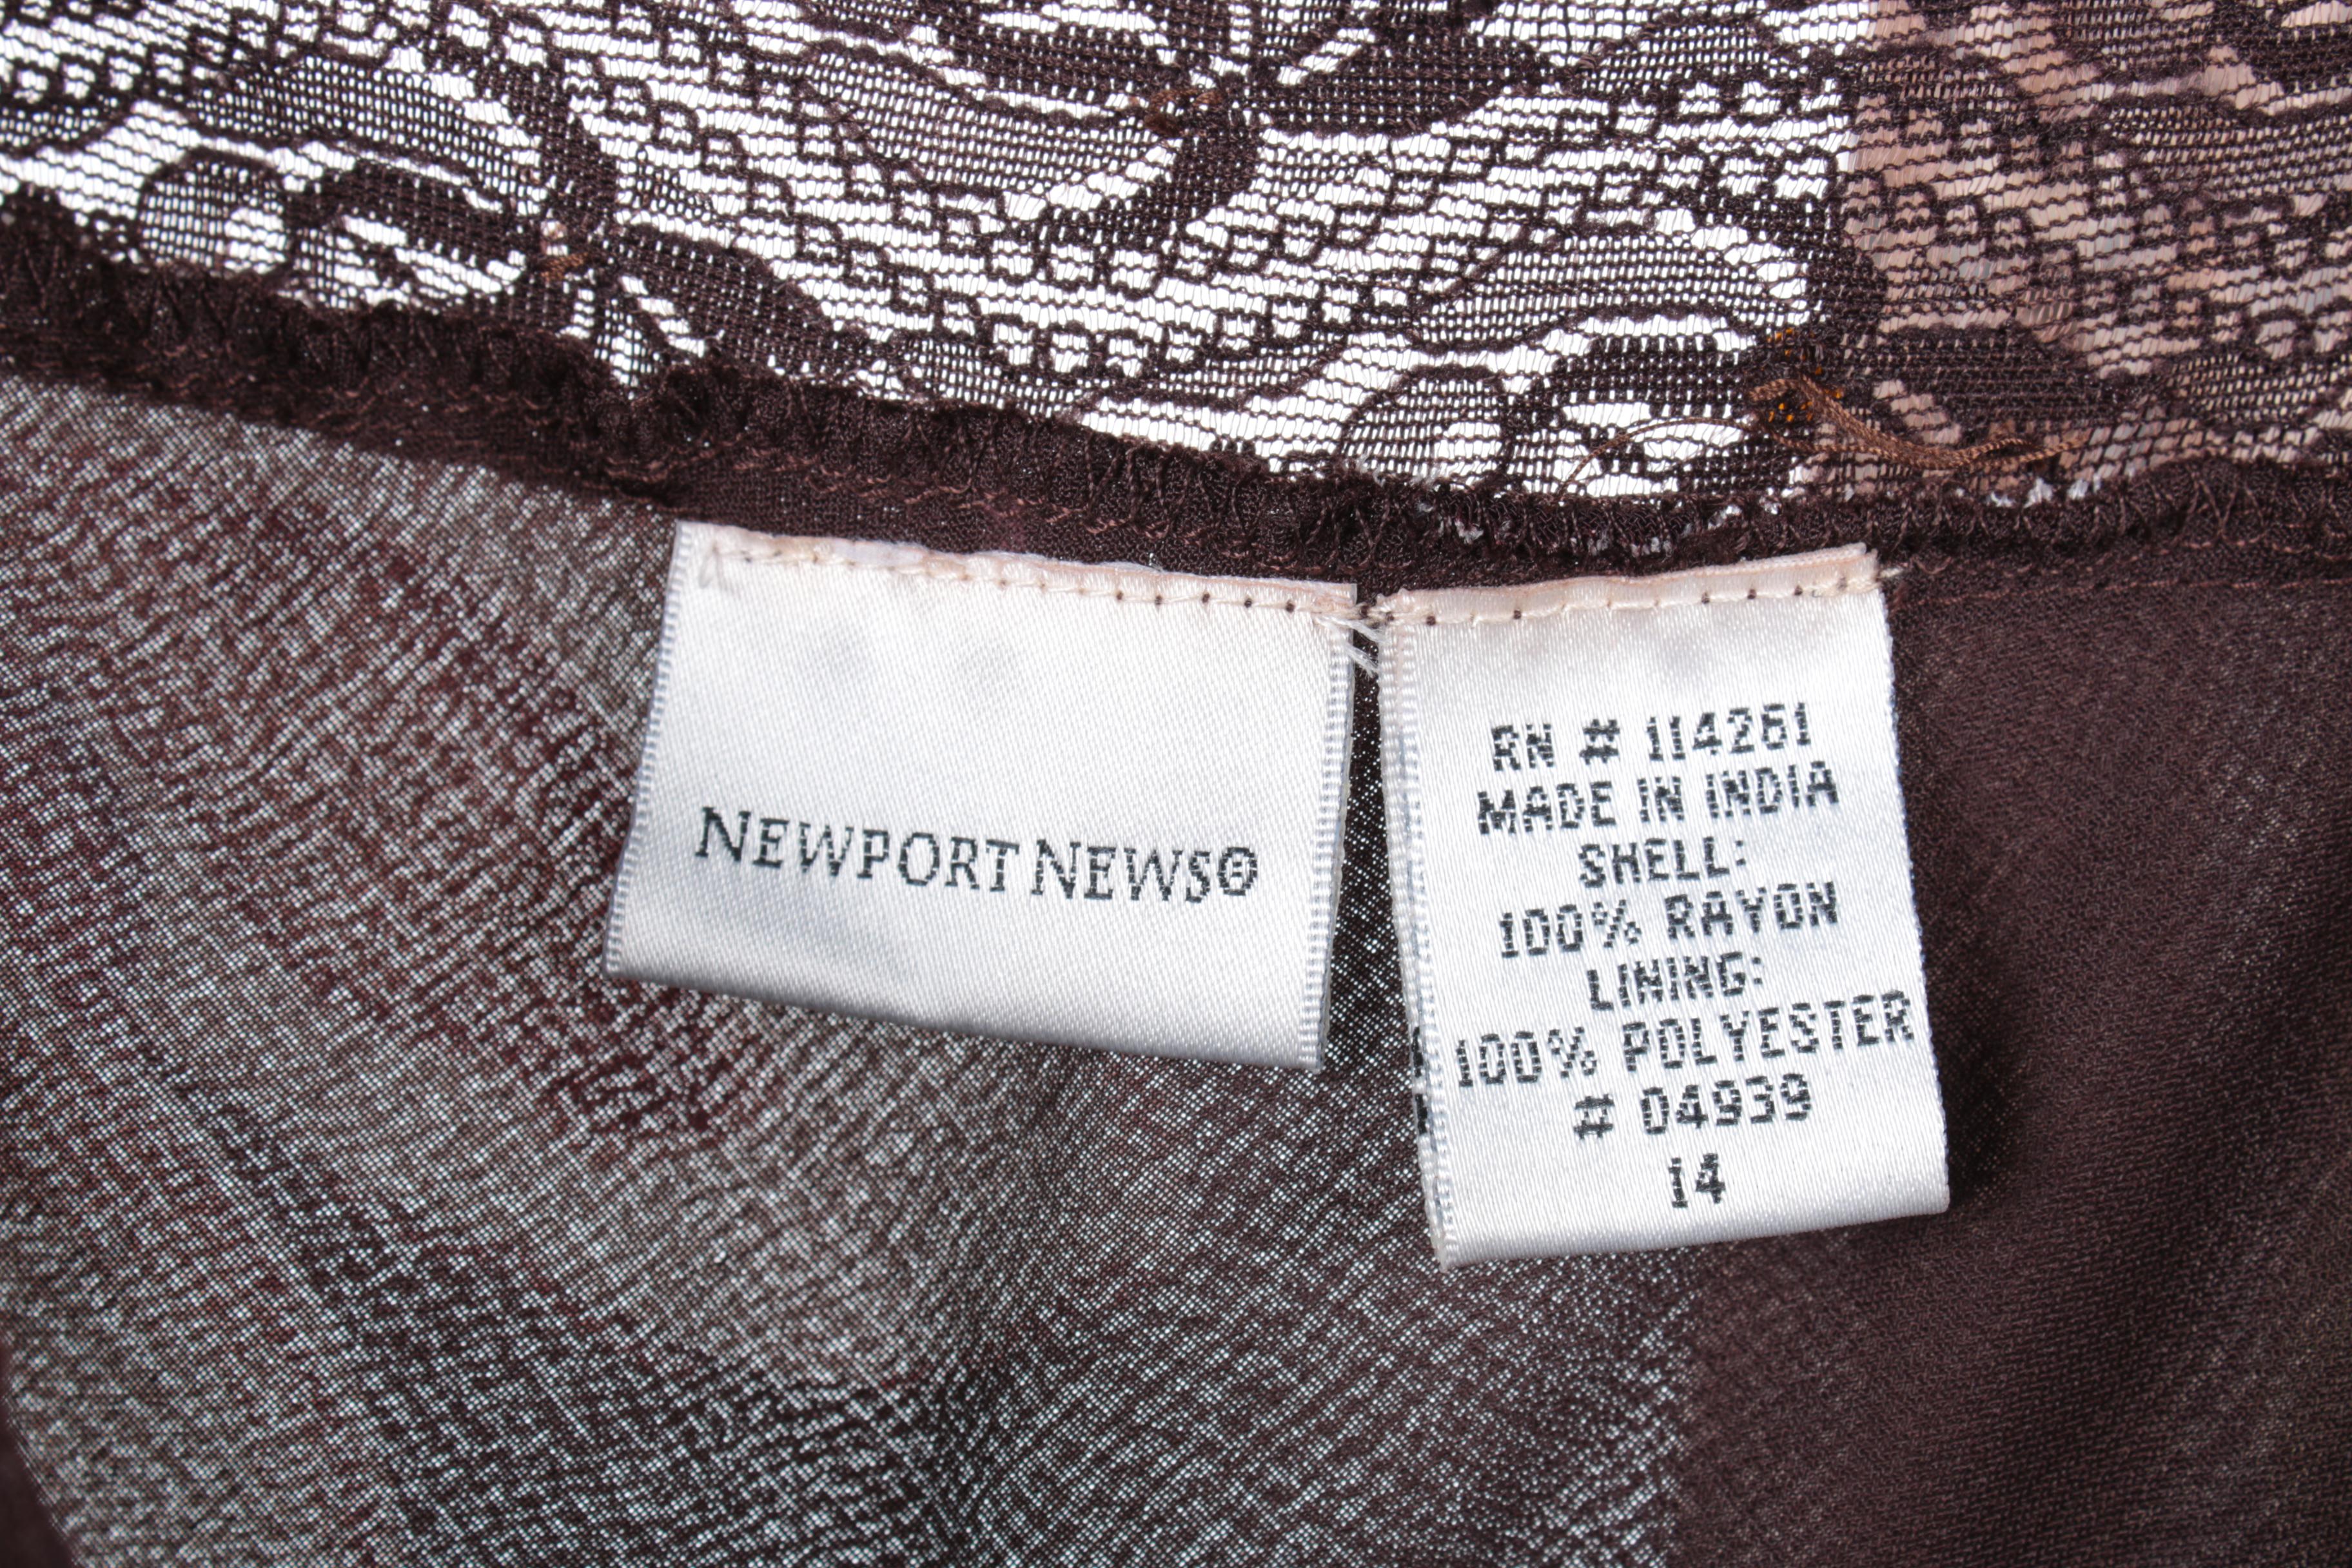 NEWPORT NEWS®
RN # 114261
MADE IN INDIA
SHELL:
100% RAYON
LINING:
100% POLYESTER
# 04939
14